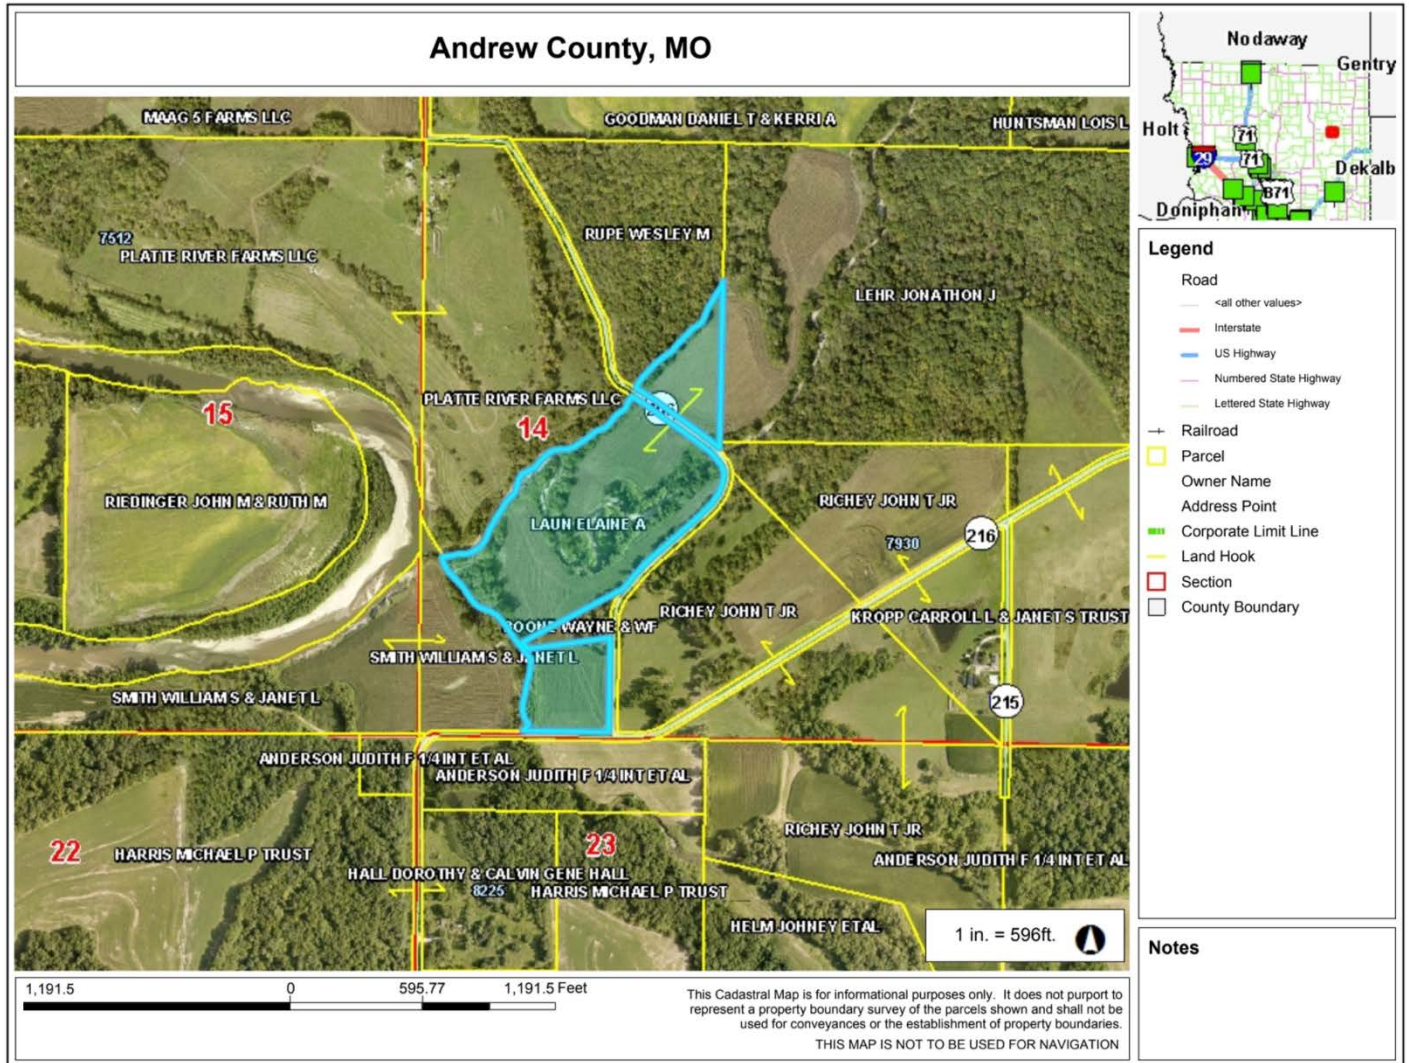 Andrew County, MO
Nodaway
Gentry
Holt
71
29
71
Dekalb
B71
Doniphan
MAAG 5 FARMS LLC
GOODMAN DANIEL T & KERRI A
HUNTSMAN LOIS L
7512
PLATTE RIVER FARMS LLC
RUPE WESLEY M
LEHR JONATHON J
PLATTE RIVER FARMS LLC
15
14
RIEDINGER JOHN M & RUTH M
LAUN ELAINE A
RICHEY JOHN T JR
216
7930
RICHEY JOHN T JR
KROPP CARROLL L & JANET S TRUST
BOONE WAYNE & WF
SMITH WILLIAM S & JANET L
SMITH WILLIAM S & JANET L
215
ANDERSON JUDITH F 1/4 INT ET AL
ANDERSON JUDITH F 1/4 INT ET AL
22
HARRIS MICHAEL P TRUST
23
RICHEY JOHN T JR
ANDERSON JUDITH F 1/4 INT ET AL
HALL DOROTHY & CALVIN GENE HALL
8225
HARRIS MICHAEL P TRUST
HELM JOHNEY ETAL
1 in. = 596ft.
Legend
Road
<all other values>
Interstate
US Highway
Numbered State Highway
Lettered State Highway
Railroad
Parcel
Owner Name
Address Point
Corporate Limit Line
Land Hook
Section
County Boundary
Notes
1,191.5 0 595.77 1,191.5 Feet
This Cadastral Map is for informational purposes only. It does not purport to
represent a property boundary survey of the parcels shown and shall not be
used for conveyances or the establishment of property boundaries.
THIS MAP IS NOT TO BE USED FOR NAVIGATION